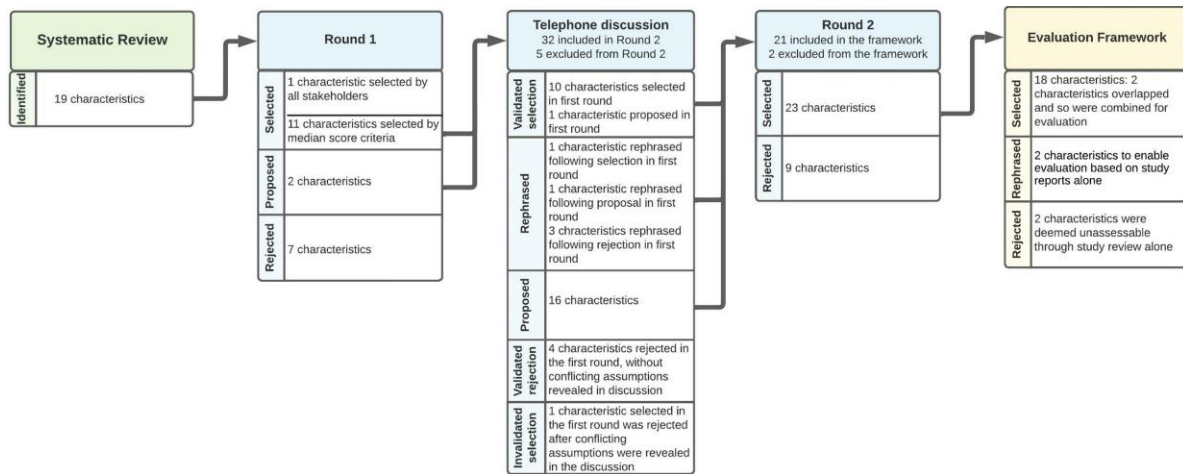 Systematic Review
Identified
19 characteristics
Round 1
Selected
1 characteristic selected by
all stakeholders
11 characteristics selected by
median score criteria
Proposed
2 characteristics
Rejected
7 characteristics
Telephone discussion
32 included in Round 2
5 excluded from Round 2
Validated
selection
10 characteristics selected
in first round
1 characteristic proposed in
first round
Rephrased
1 characteristic rephrased
following selection in first
round
1 characteristic rephrased
following proposal in first
round
3 chracteristics rephrased
following rejection in first
round
Proposed
16 characteristics
Validated
rejection
4 characteristics rejected in
the first round, without
conflicting assumptions
revealed in discussion
Invalidated
selection
1 characteristic selected in
the first round was rejected
after conflicting
assumptions were revealed
in the discussion
Round 2
21 included in the framework
2 excluded from the framework
Selected
23 characteristics
Rejected
9 characteristics
Evaluation Framework
Selected
18 characteristics: 2
characteristics overlapped
and so were combined for
evaluation
Rephrased
2 characteristics to enable
evaluation based on study
reports alone
Rejected
2 characteristics were
deemed unassessable
through study review alone